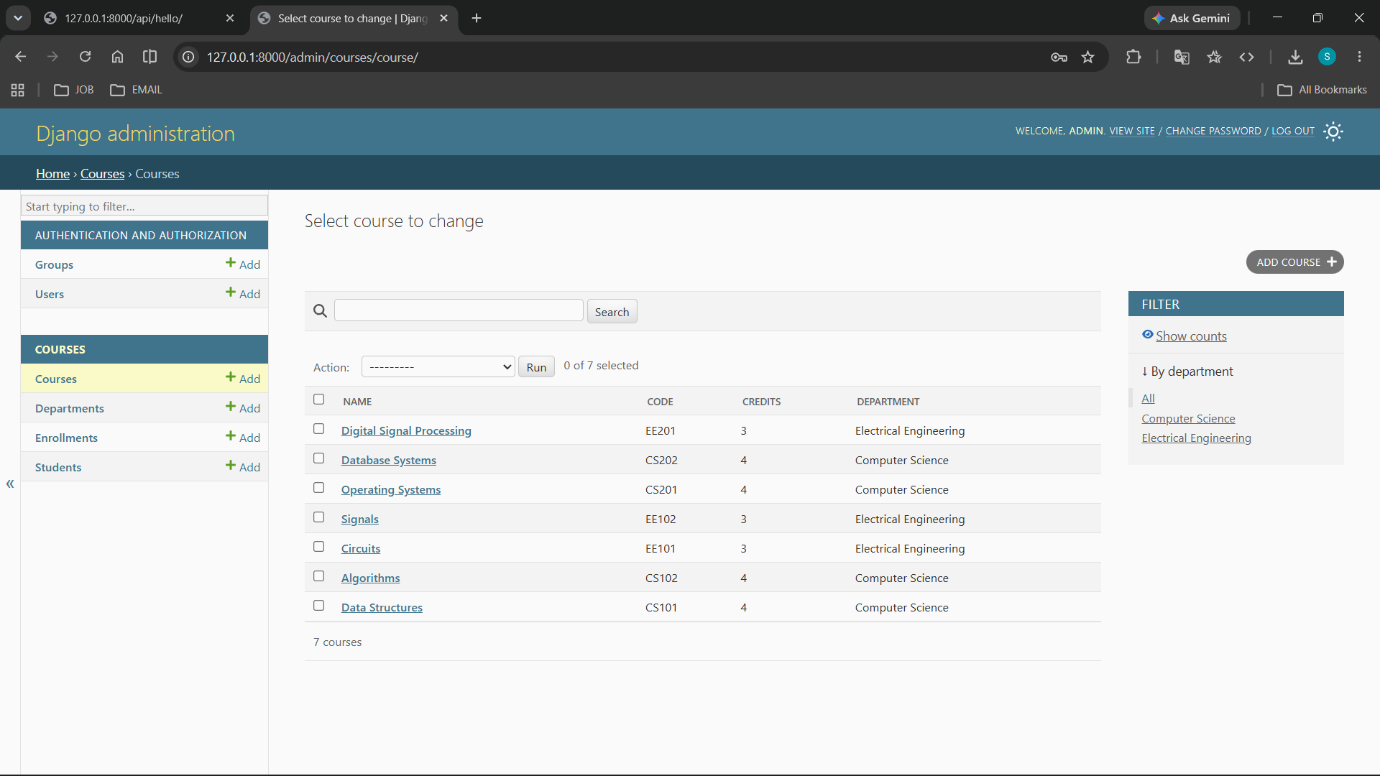 127.0.0.1:8000/api/hello/
Select course to change | Djang
Ask Gemini
127.0.0.1:8000/admin/courses/course/
S
JOB
EMAIL
All Bookmarks
Django administration
WELCOME, ADMIN. VIEW SITE / CHANGE PASSWORD / LOG OUT
Home › Courses › Courses
Start typing to filter...
AUTHENTICATION AND AUTHORIZATION
Groups + Add
Users + Add
COURSES
Courses + Add
Departments + Add
Enrollments + Add
Students + Add
«
Select course to change
ADD COURSE +
Search
Action: --------- Run 0 of 7 selected
NAME CODE CREDITS DEPARTMENT
Digital Signal Processing EE201 3 Electrical Engineering
Database Systems CS202 4 Computer Science
Operating Systems CS201 4 Computer Science
Signals EE102 3 Electrical Engineering
Circuits EE101 3 Electrical Engineering
Algorithms CS102 4 Computer Science
Data Structures CS101 4 Computer Science
7 courses
FILTER
Show counts
↓ By department
All
Computer Science
Electrical Engineering